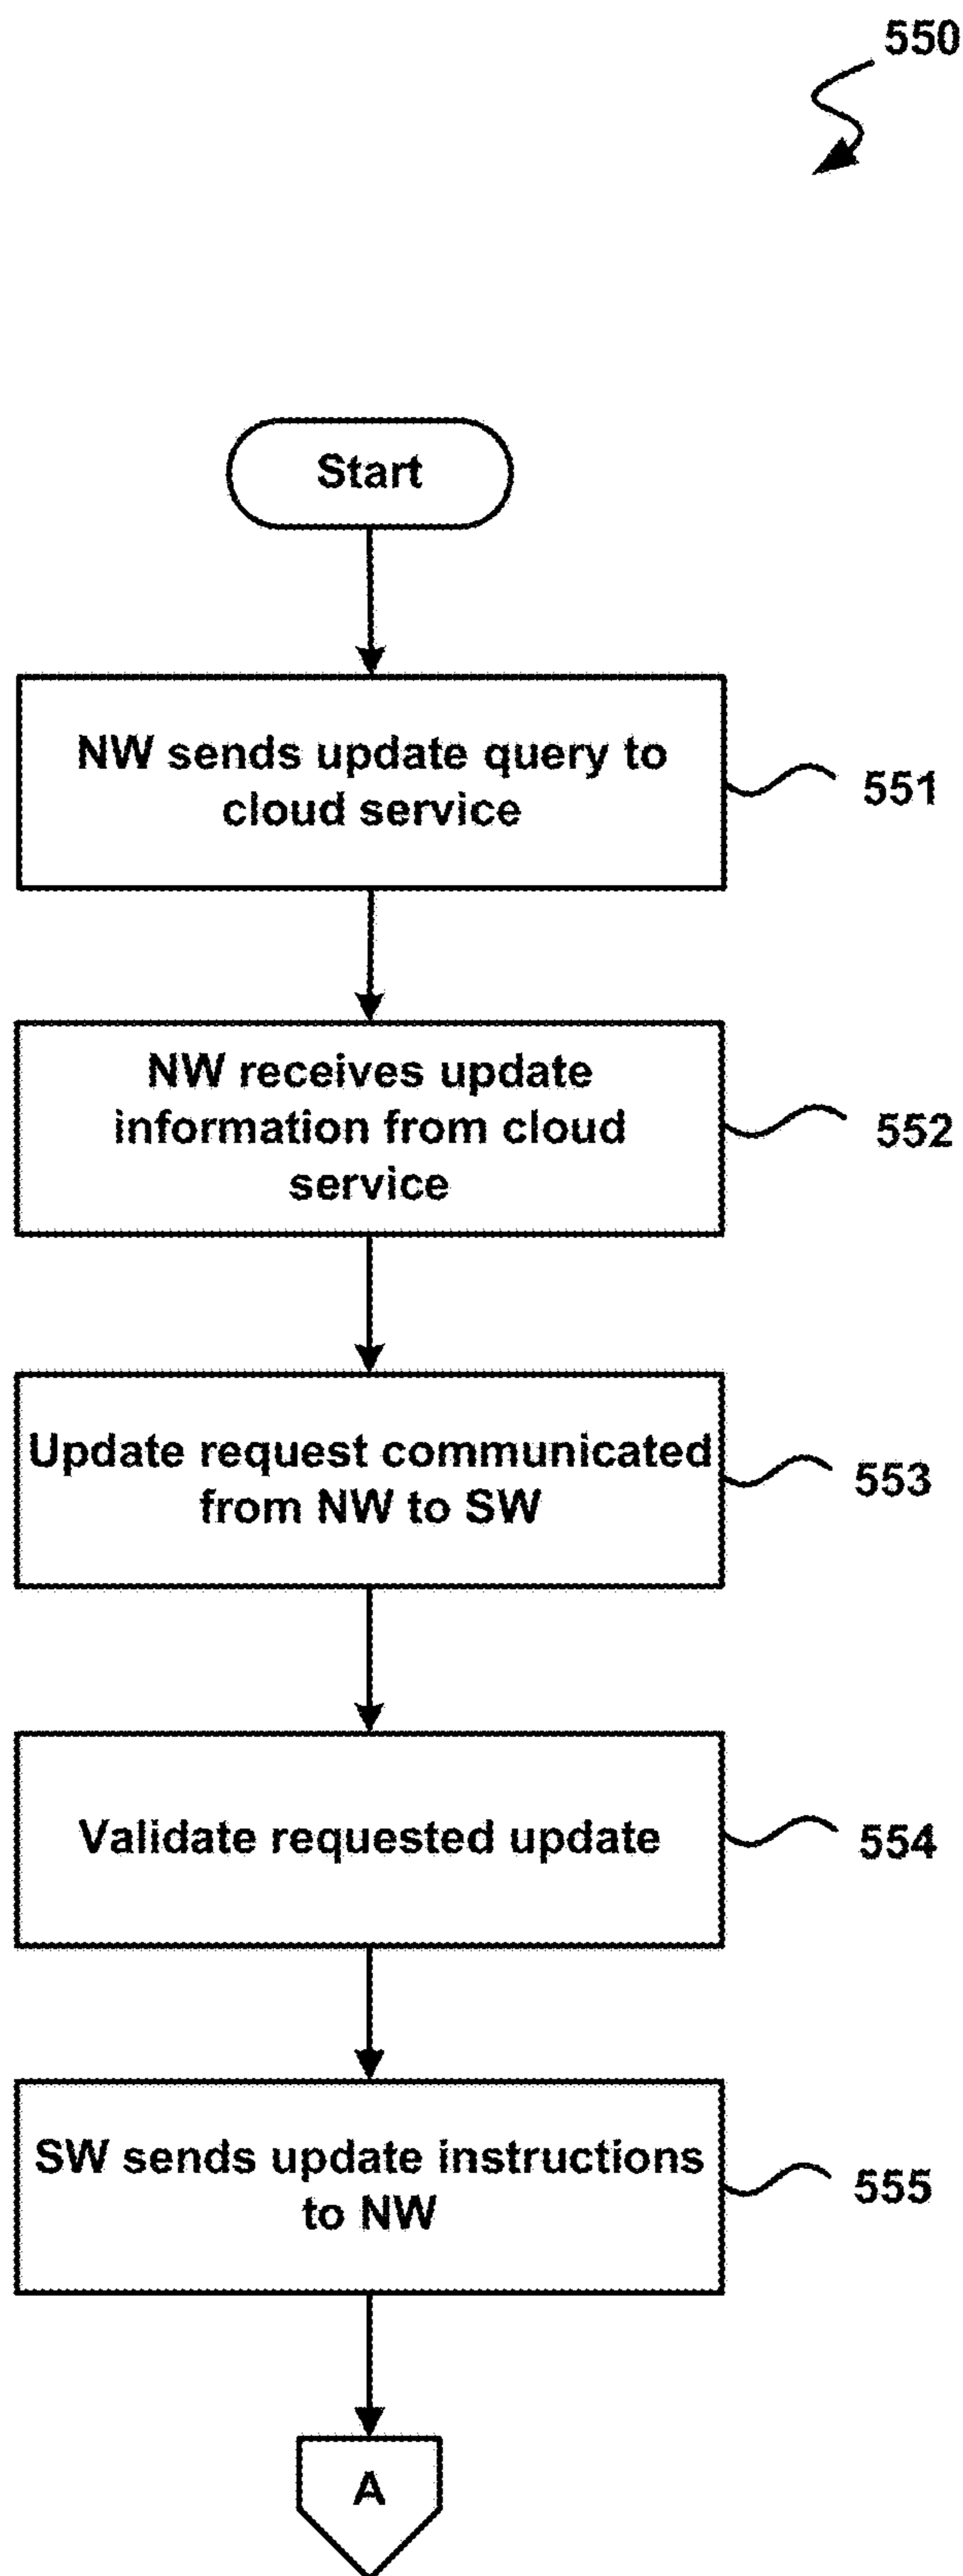 550
Start
NW sends update query to
cloud service
551
NW receives update
information from cloud
service
552
Update request communicated
from NW to SW
553
Validate requested update
554
SW sends update instructions
to NW
555
A